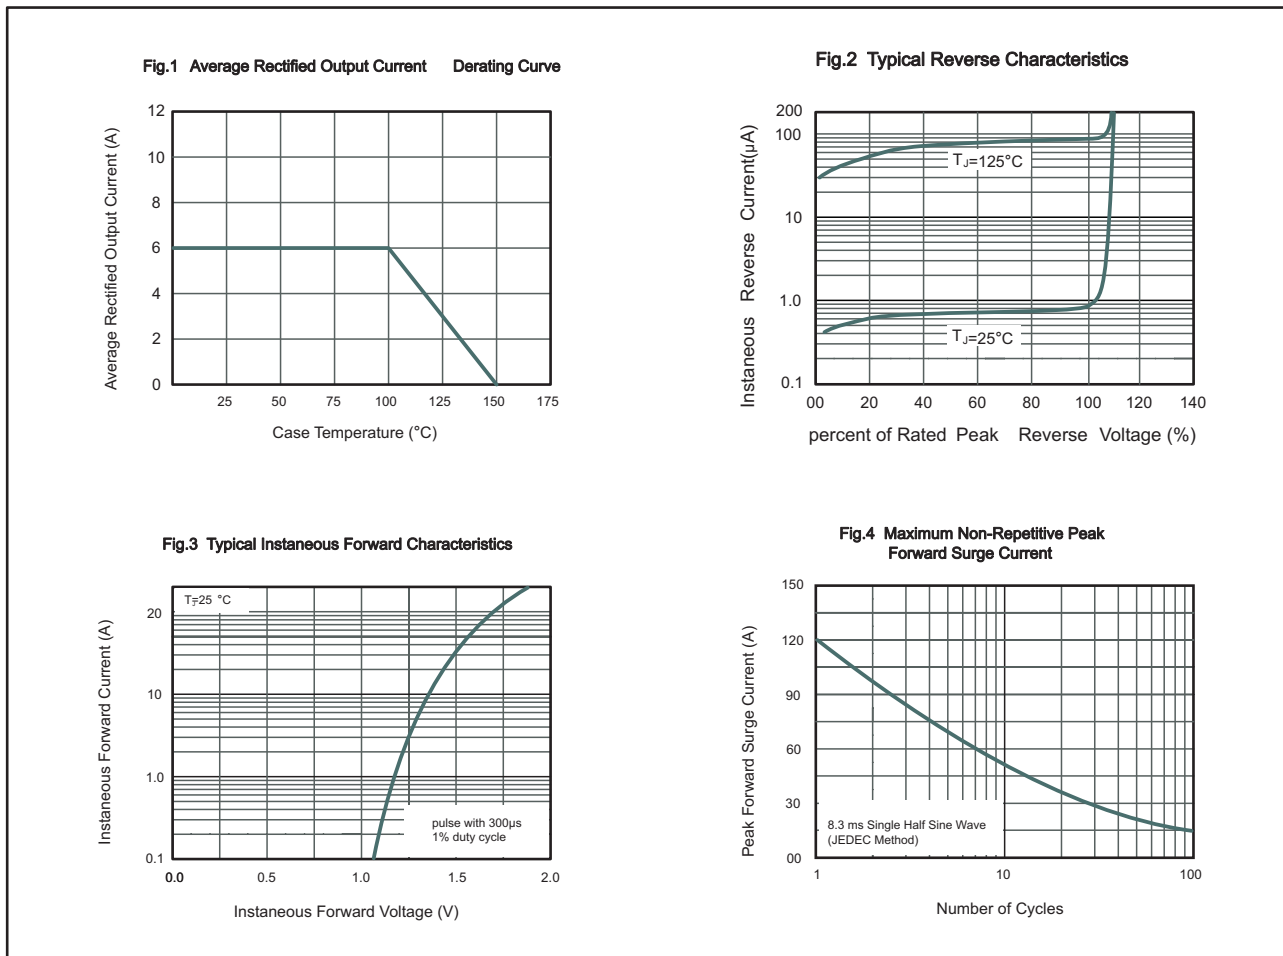 Fig.1 Average Rectified Output Current Derating Curve
Average Rectified Output Current (A)
12
10
8
6
4
2
0
25 50 75 100 125 150 175
Case Temperature (°C)
Fig.2 Typical Reverse Characteristics
Instaneous Reverse Current(μA)
200
100
10
1.0
0.1
TJ=125°C
TJ=25°C
00 20 40 60 80 100 120 140
percent of Rated Peak Reverse Voltage (%)
Fig.3 Typical Instaneous Forward Characteristics
Instaneous Forward Current (A)
TJ=25 °C
20
10
1.0
0.1
pulse with 300μs
1% duty cycle
0.0 0.5 1.0 1.5 2.0
Instaneous Forward Voltage (V)
Fig.4 Maximum Non-Repetitive Peak
Forward Surge Current
Peak Forward Surge Current (A)
150
120
90
60
30
00
8.3 ms Single Half Sine Wave
(JEDEC Method)
1 10 100
Number of Cycles